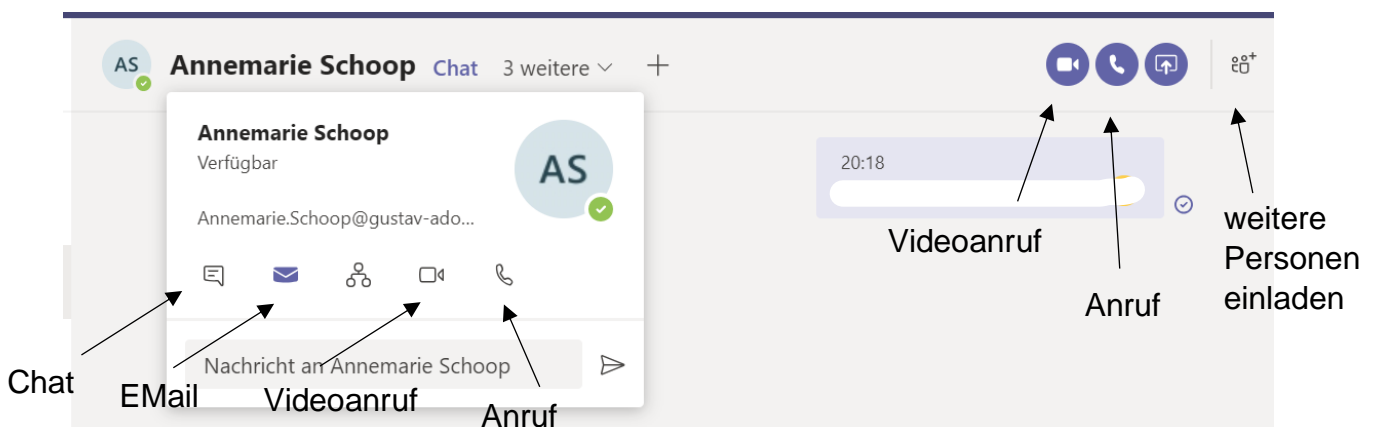 AS Annemarie Schoop Chat 3 weitere
Annemarie Schoop
Verfügbar
AS
Annemarie.Schoop@gustav-ado...
Nachricht an Annemarie Schoop
20:18
Chat
EMail
Videoanruf
Anruf
Videoanruf
Anruf
weitere
Personen
einladen